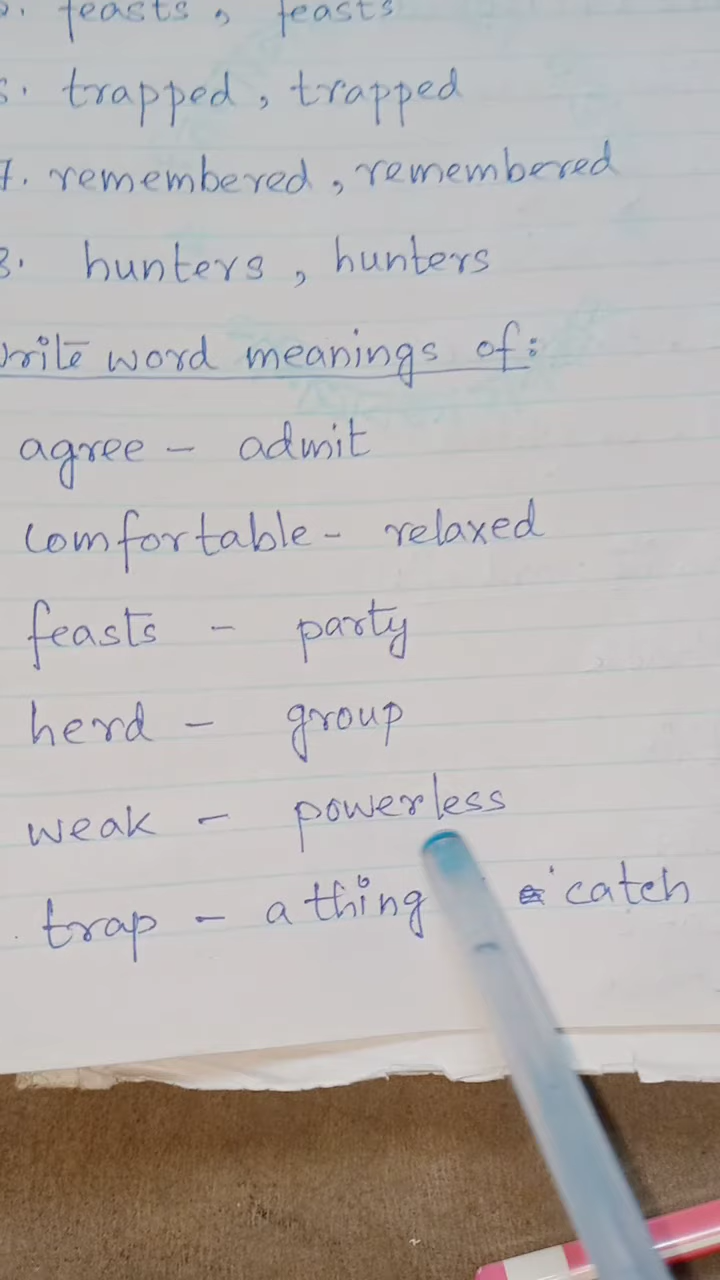 feasts, feasts
trapped, trapped
7. remembered, remembered
hunters, hunters
word meanings of:
agree - admit
comfortable - relaxed
feasts - party
herd - group
weak - powerless
trap - a thing catch